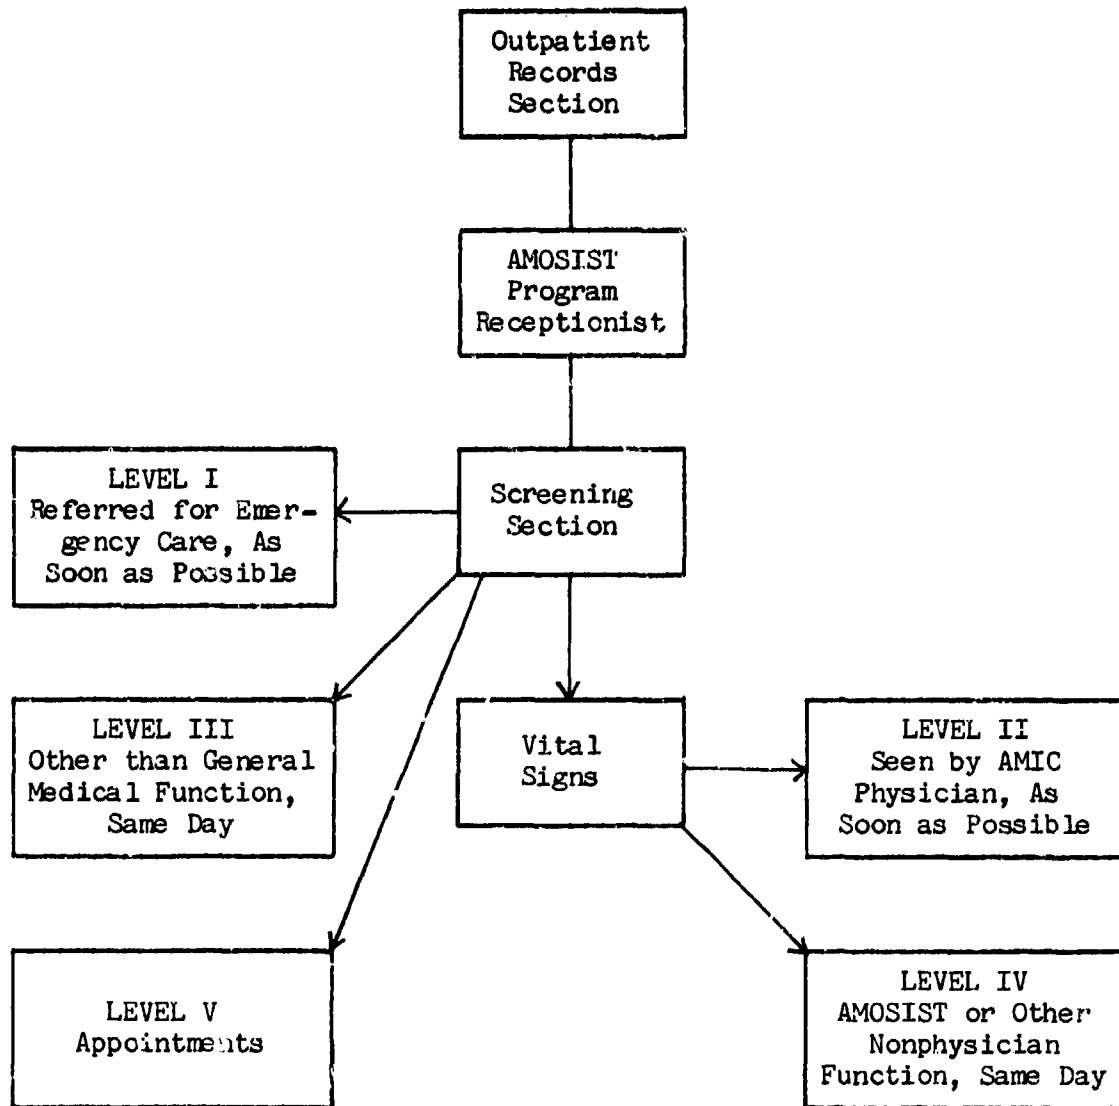 Outpatient
Records
Section
AMOSIST
Program
Receptionist
LEVEL I
Referred for Emer-
gency Care, As
Soon as Possible
Screening
Section
LEVEL III
Other than General
Medical Function,
Same Day
Vital
Signs
LEVEL II
Seen by AMIC
Physician, As
Soon as Possible
LEVEL V
Appointments
LEVEL IV
AMOSIST or Other
Nonphysician
Function, Same Day